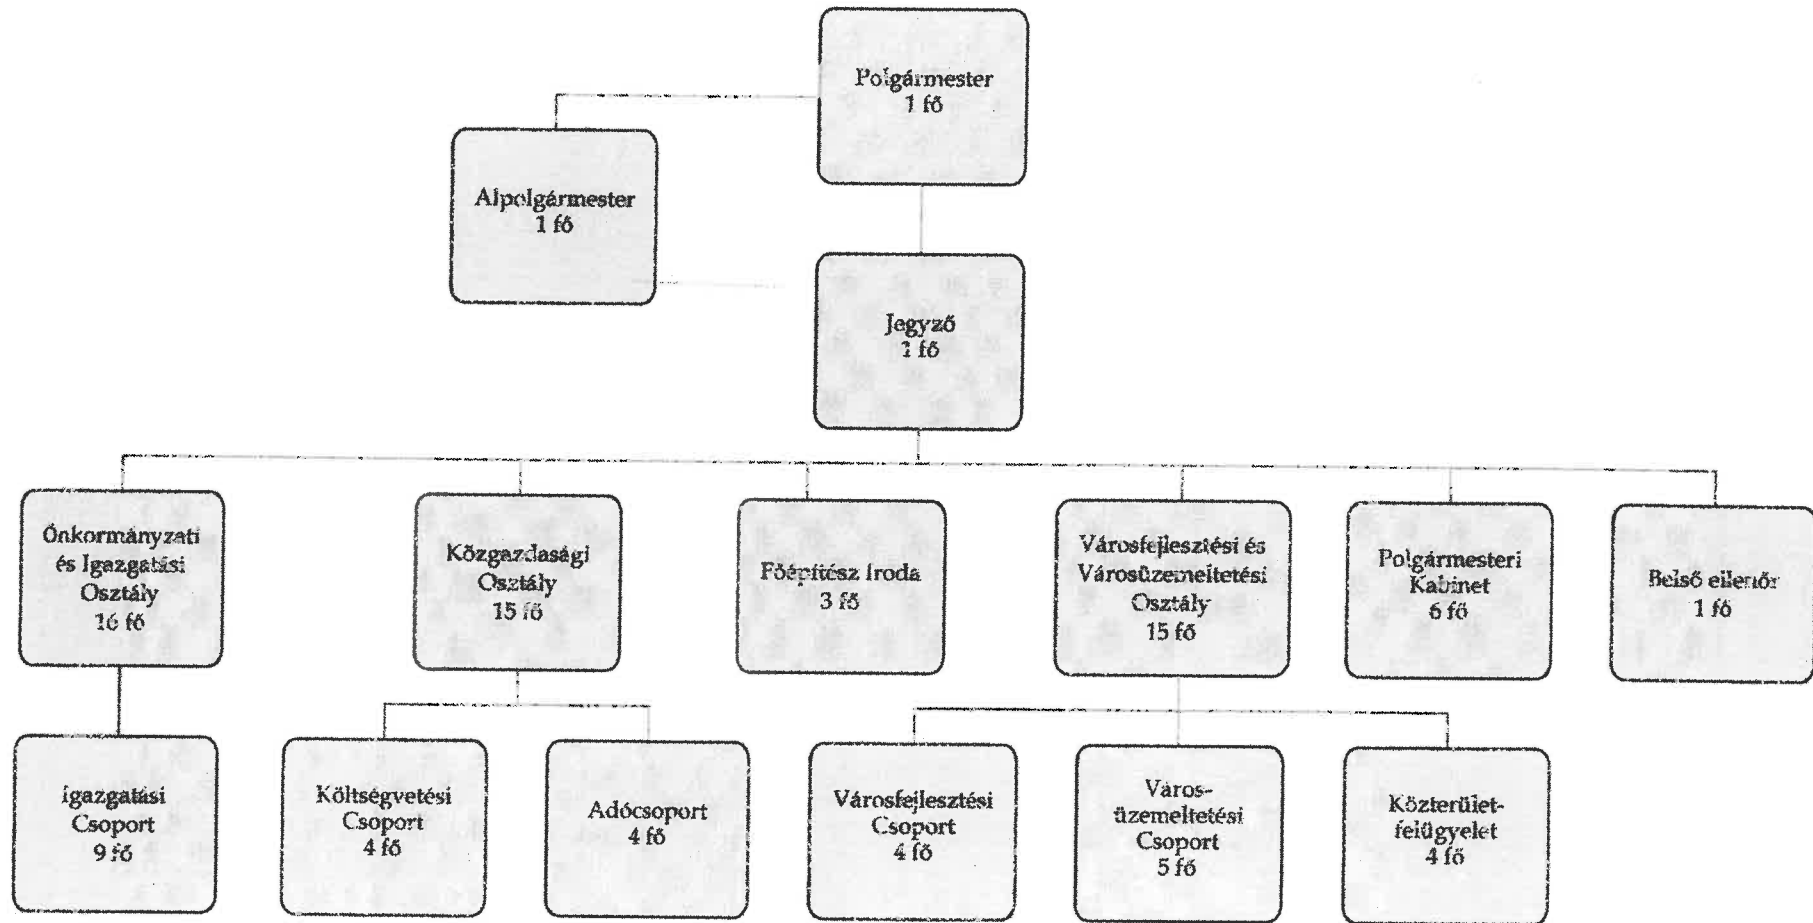 Polgármester
1 fő
Alpolgármester
1 fő
Jegyző
1 fő
Önkormányzati
és Igazgatási
Osztály
16 fő
Közgazdasági
Osztály
15 fő
Főépítész Iroda
3 fő
Városfejlesztési és
Városüzemeltetési
Osztály
15 fő
Polgármesteri
Kabinet
6 fő
Belső ellenőr
1 fő
Igazgatási
Csoport
9 fő
Költségvetési
Csoport
4 fő
Adócsoport
4 fő
Városfejlesztési
Csoport
4 fő
Város-
üzemeltetési
Csoport
5 fő
Közterület-
felügyelet
4 fő